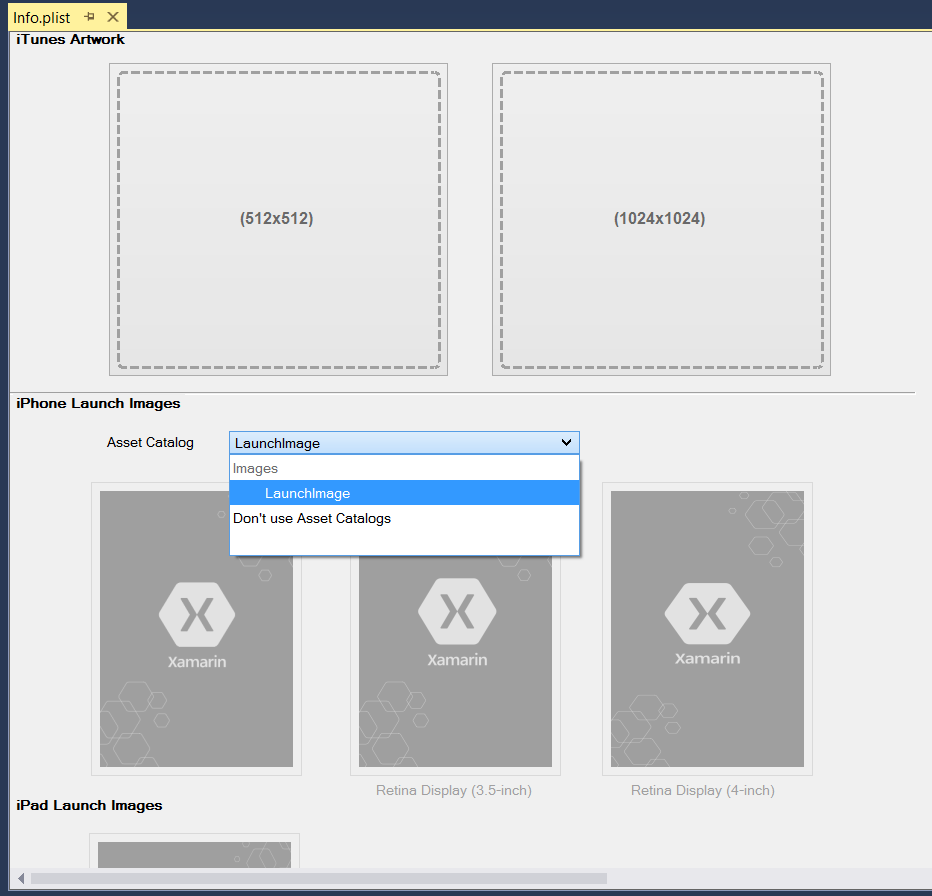 Info.plist
iTunes Artwork
(512x512)
(1024x1024)
iPhone Launch Images
Asset Catalog
LaunchImage
Images
LaunchImage
Don't use Asset Catalogs
Xamarin
Xamarin
Xamarin
Retina Display (3.5-inch)
Retina Display (4-inch)
iPad Launch Images